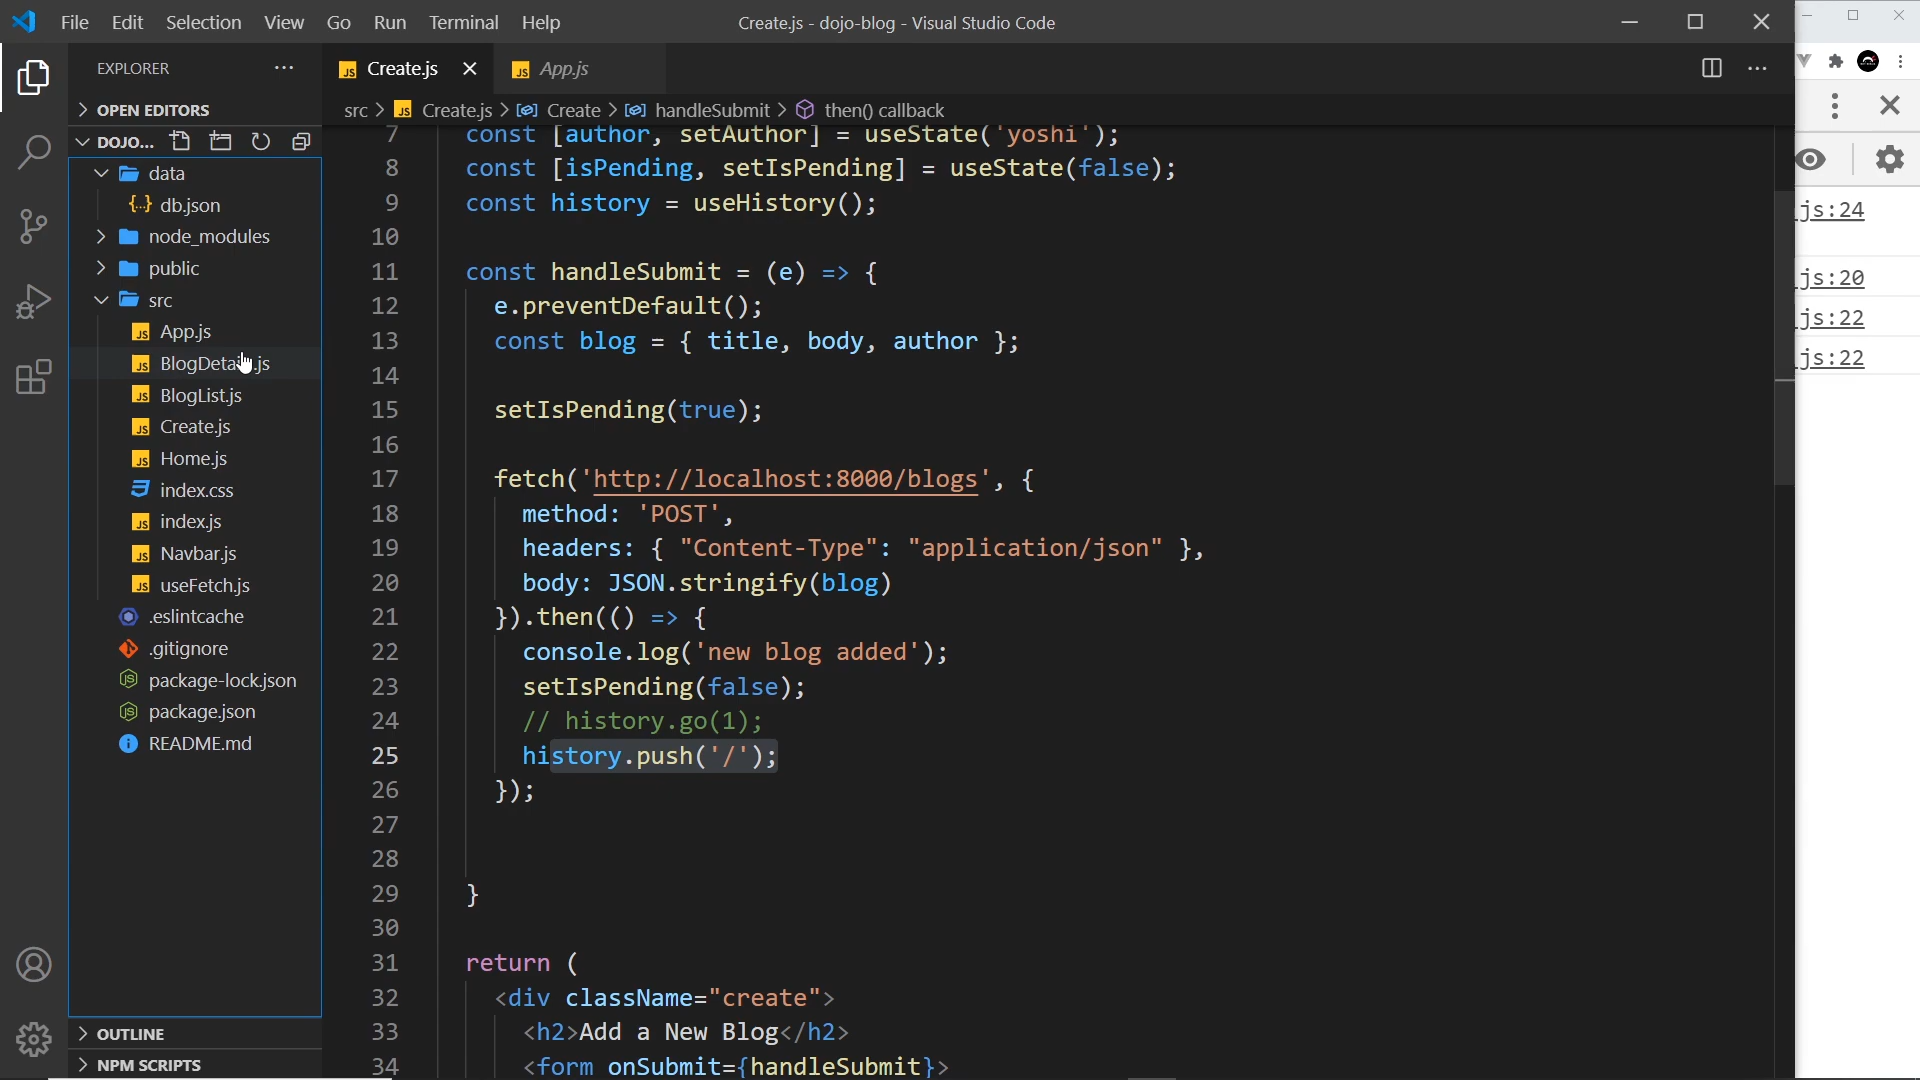 File Edit Selection View Go Run Terminal Help
Create.js - dojo-blog - Visual Studio Code
EXPLORER
OPEN EDITORS
DOJO...
data
db.json
node_modules
public
src
App.js
BlogDeta
.js
BlogList.js
Create.js
Home.js
index.css
index.js
Navbar.js
useFetch.js
.eslintcache
.gitignore
package-lock.json
package.json
README.md
OUTLINE
NPM SCRIPTS
JS Create.js
JS App.js
src > JS Create.js > Create > handleSubmit > then() callback
7 const [author, setAuthor] = useState('yoshi');
8 const [isPending, setIsPending] = useState(false);
9 const history = useHistory();
10
11 const handleSubmit = (e) => {
12 e.preventDefault();
13 const blog = { title, body, author };
14
15 setIsPending(true);
16
17 fetch('http://localhost:8000/blogs', {
18 method: 'POST',
19 headers: { "Content-Type": "application/json" },
20 body: JSON.stringify(blog)
21 }).then(() => {
22 console.log('new blog added');
23 setIsPending(false);
24 // history.go(1);
25 history.push('/');
26 });
27
28
29 }
30
31 return (
32 <div className="create">
33 <h2>Add a New Blog</h2>
34 <form onSubmit={handleSubmit}>
.js:24
.js:20
.js:22
.js:22